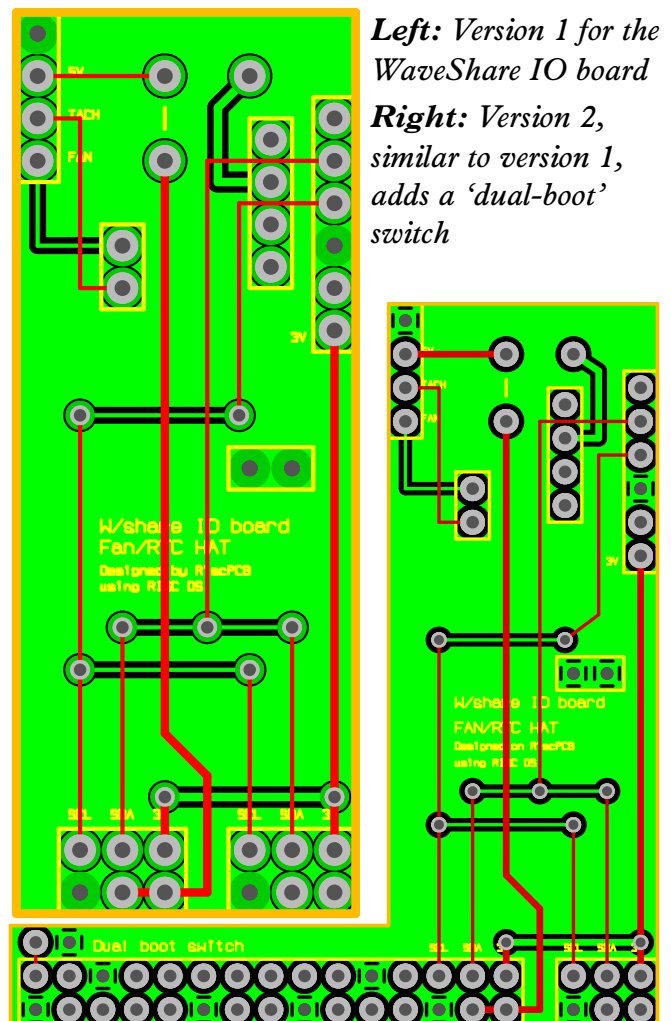 Left: Version 1 for the
WaveShare IO board
Right: Version 2,
similar to version 1,
adds a ‘dual-boot’
switch
5V
TACH
FAN
3V
W/share IO board
Fan/RTC HAT
Designed by RiscPCB
using RISC OS
SCL SDA 3V
SCL SDA 3V
5V
TACH
FAN
3V
W/share IO board
FAN/RTC HAT
Designed on RiscPCB
using RISC OS
Dual boot switch
SCL SDA 3V
SCL SDA 3V